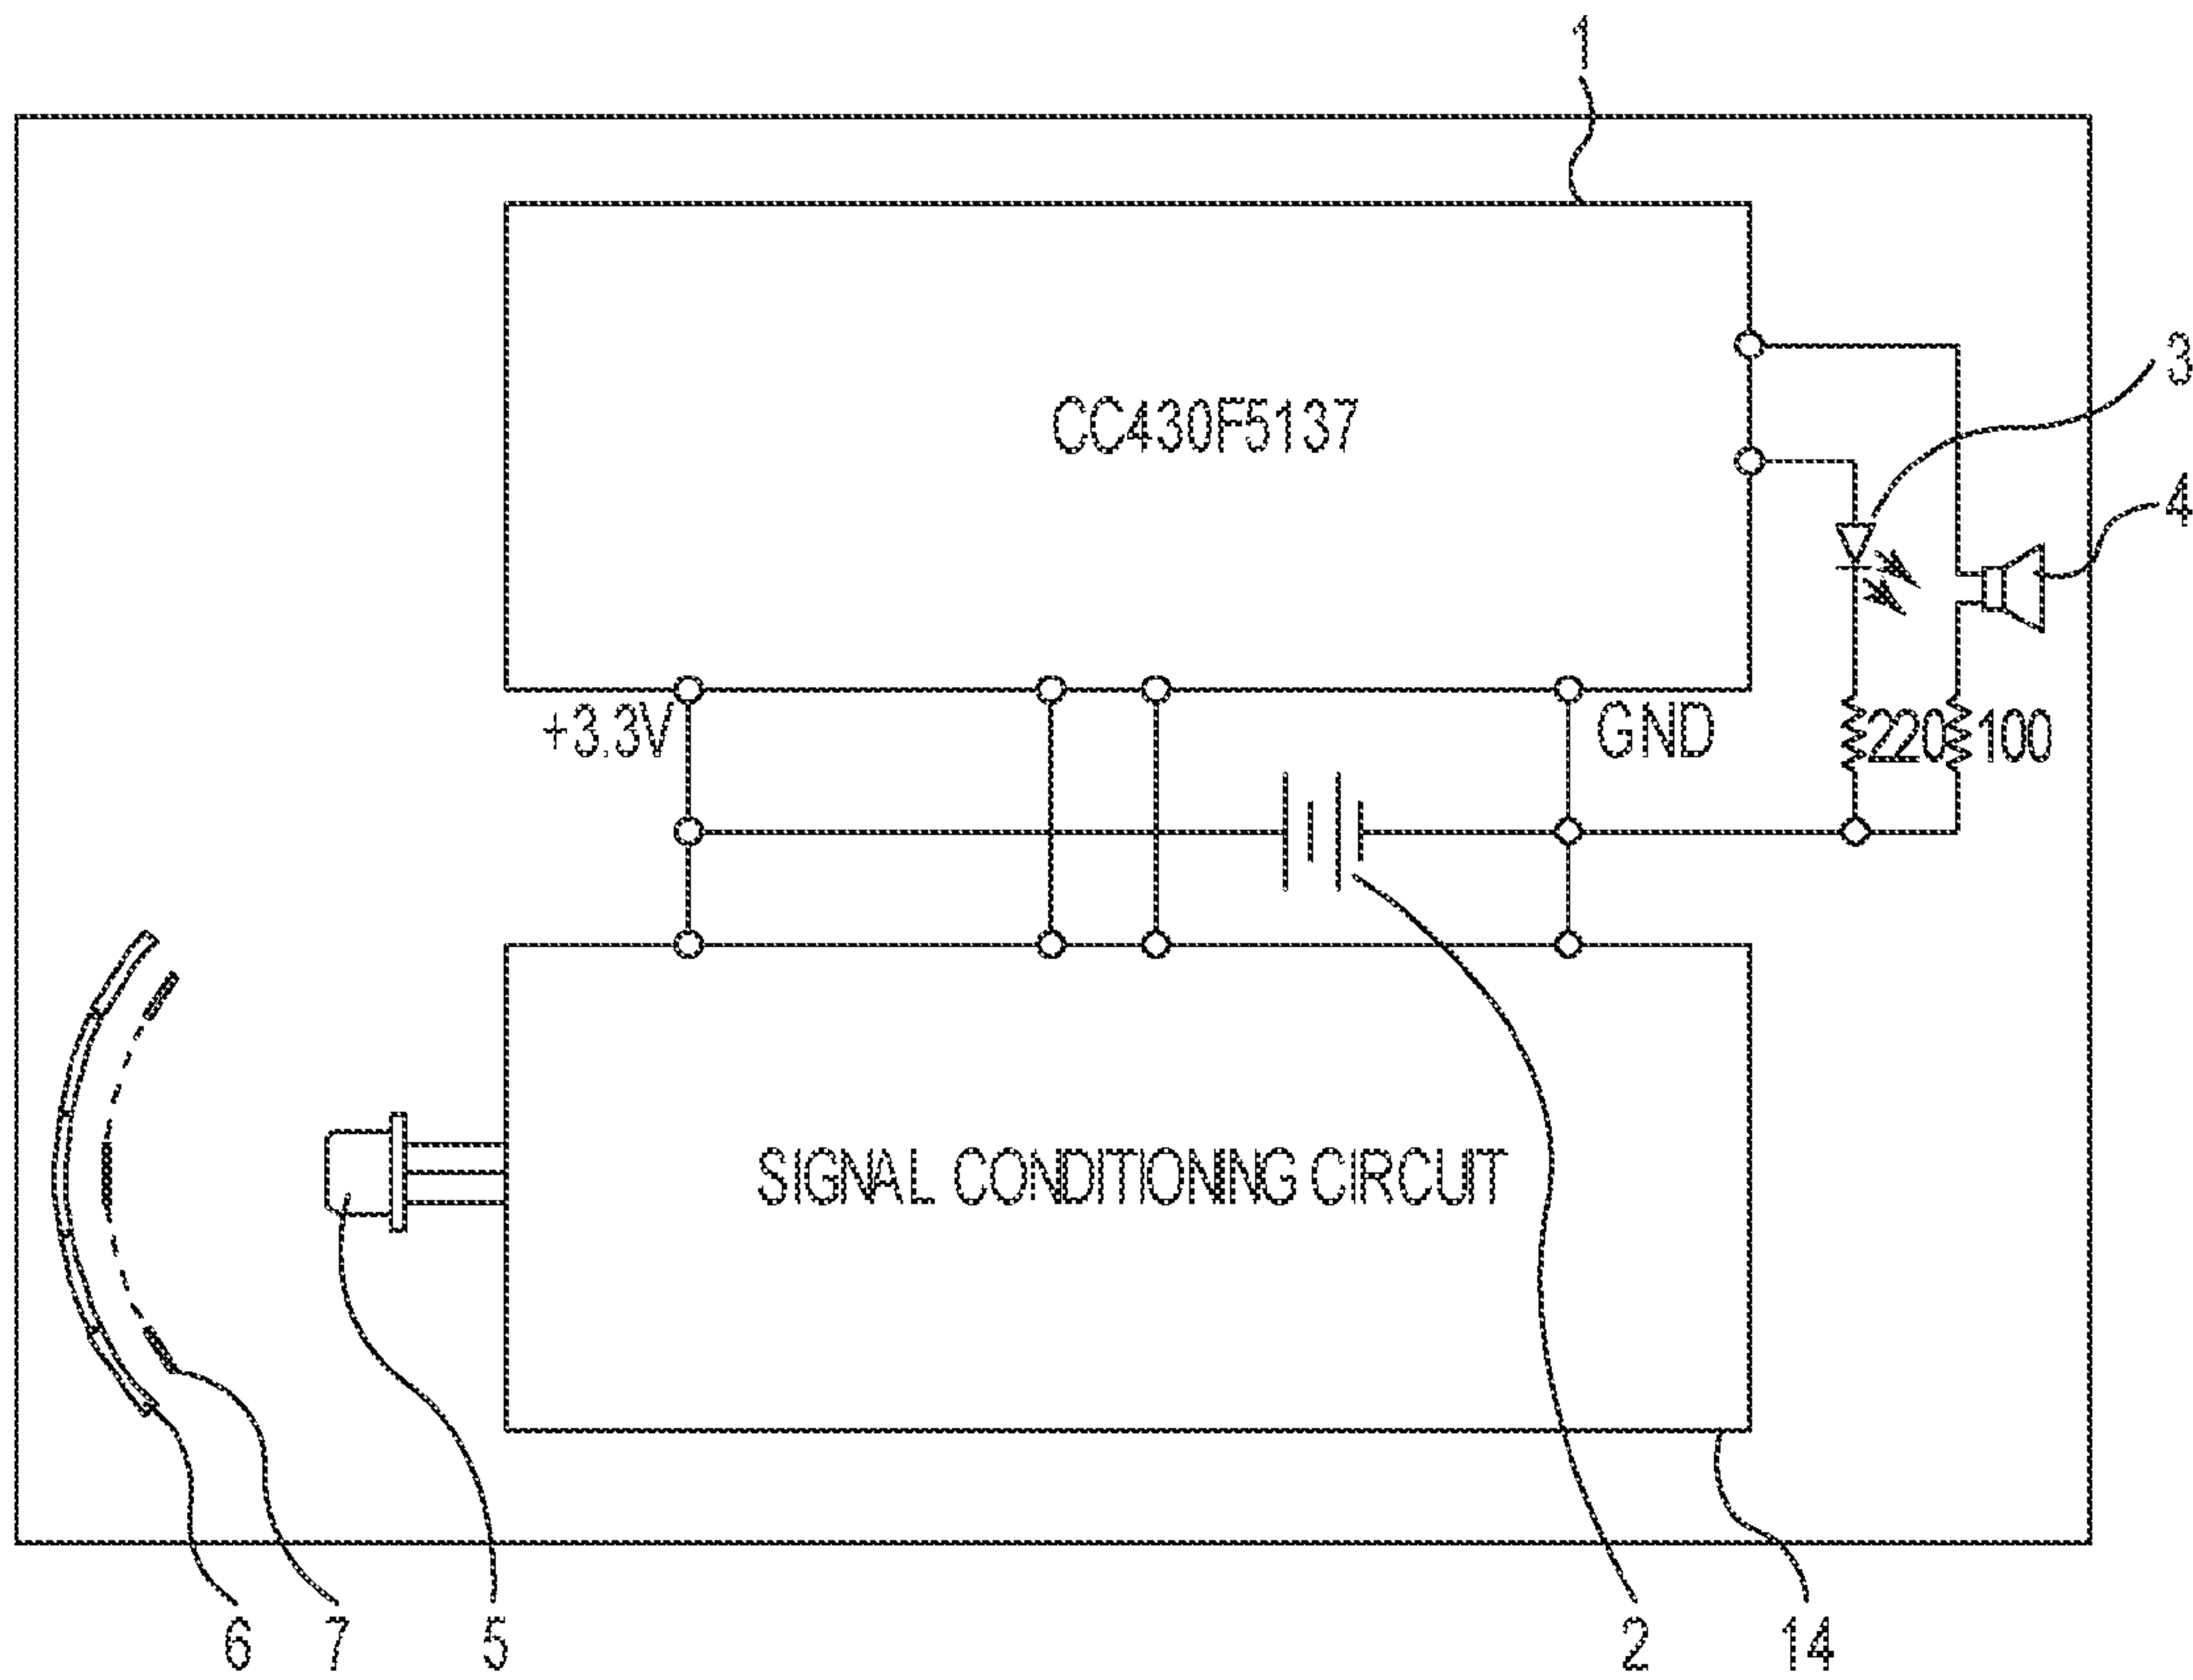 1
CC430F5137
3
4
+3.3V
GND
220
100
SIGNAL CONDITIONING CIRCUIT
6
7
5
2
14